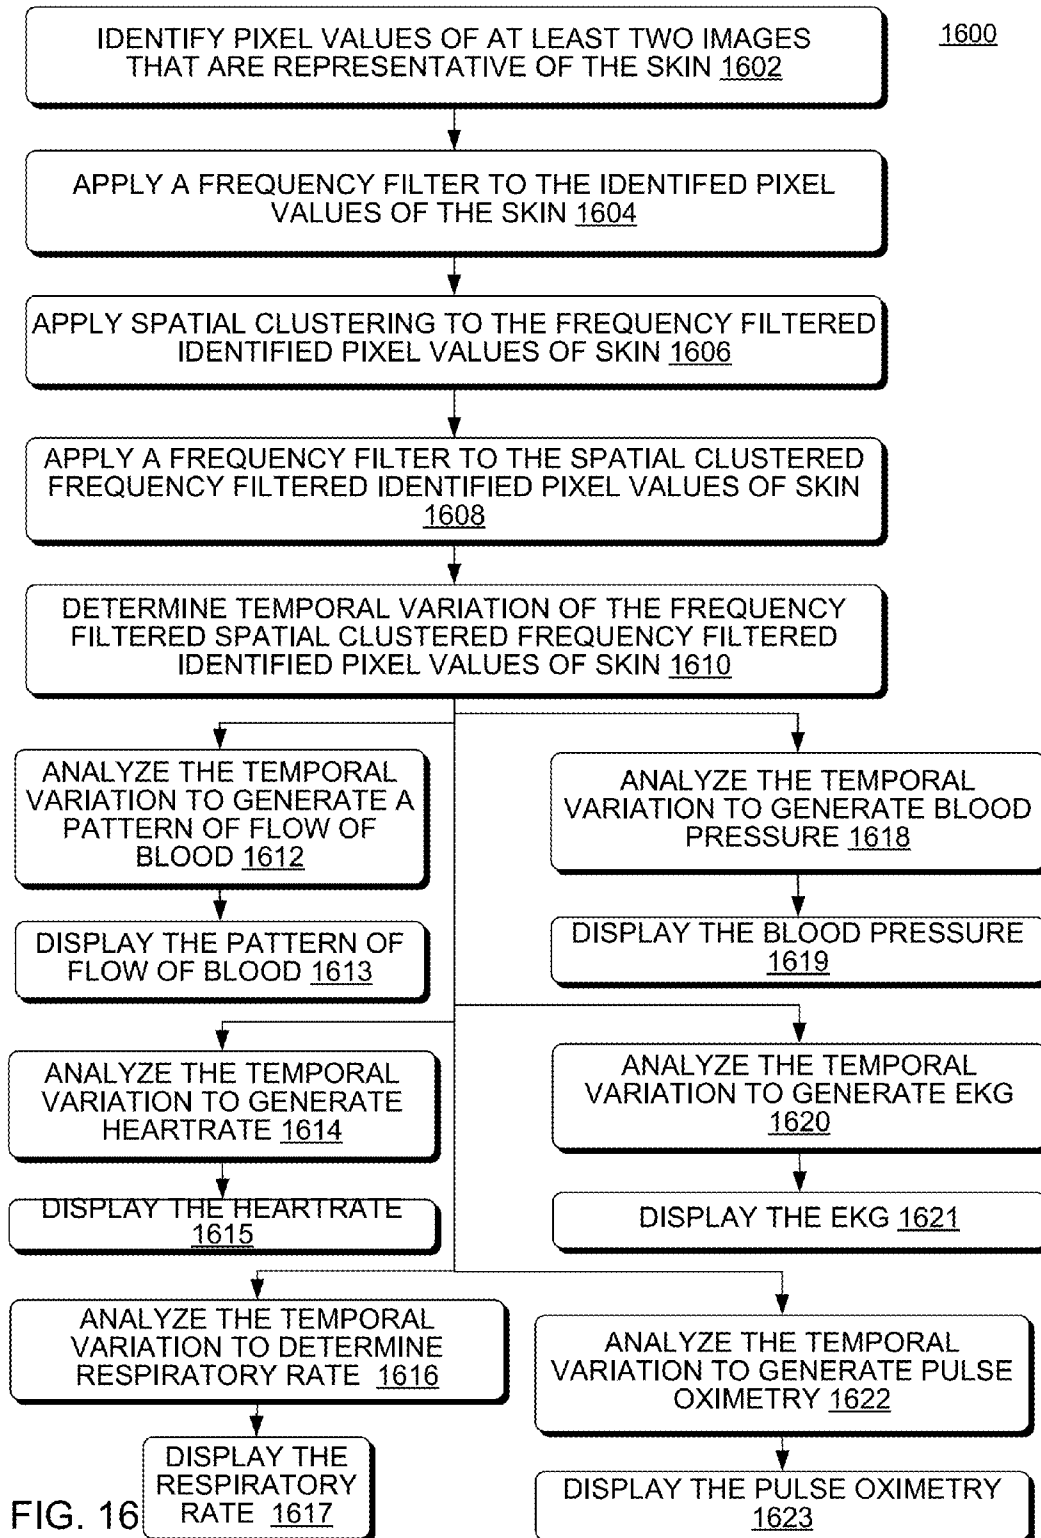 1600
IDENTIFY PIXEL VALUES OF AT LEAST TWO IMAGES
THAT ARE REPRESENTATIVE OF THE SKIN 1602
APPLY A FREQUENCY FILTER TO THE IDENTIFED PIXEL
VALUES OF THE SKIN 1604
APPLY SPATIAL CLUSTERING TO THE FREQUENCY FILTERED
IDENTIFIED PIXEL VALUES OF SKIN 1606
APPLY A FREQUENCY FILTER TO THE SPATIAL CLUSTERED
FREQUENCY FILTERED IDENTIFIED PIXEL VALUES OF SKIN
1608
DETERMINE TEMPORAL VARIATION OF THE FREQUENCY
FILTERED SPATIAL CLUSTERED FREQUENCY FILTERED
IDENTIFIED PIXEL VALUES OF SKIN 1610
ANALYZE THE TEMPORAL
VARIATION TO GENERATE A
PATTERN OF FLOW OF
BLOOD 1612
DISPLAY THE PATTERN OF
FLOW OF BLOOD 1613
ANALYZE THE TEMPORAL
VARIATION TO GENERATE BLOOD
PRESSURE 1618
DISPLAY THE BLOOD PRESSURE
1619
ANALYZE THE TEMPORAL
VARIATION TO GENERATE
HEARTRATE 1614
DISPLAY THE HEARTRATE
1615
ANALYZE THE TEMPORAL
VARIATION TO GENERATE EKG
1620
DISPLAY THE EKG 1621
ANALYZE THE TEMPORAL
VARIATION TO DETERMINE
RESPIRATORY RATE 1616
DISPLAY THE
RESPIRATORY
RATE 1617
ANALYZE THE TEMPORAL
VARIATION TO GENERATE PULSE
OXIMETRY 1622
DISPLAY THE PULSE OXIMETRY
1623
FIG. 16